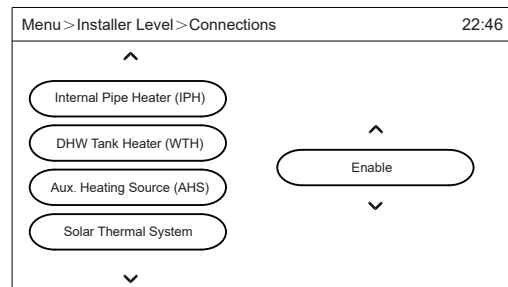 Menu>Installer Level>Connections 22:46
Internal Pipe Heater (IPH)
DHW Tank Heater (WTH)
Enable
Aux. Heating Source (AHS)
Solar Thermal System